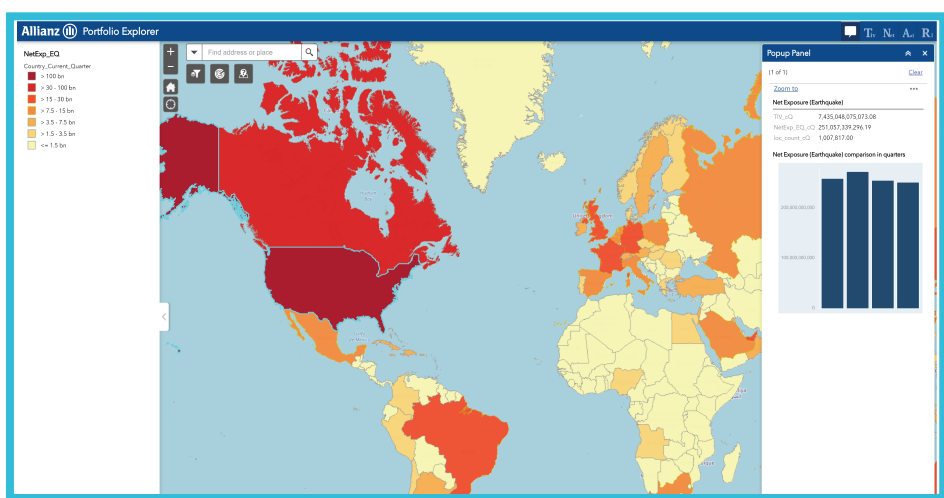 Allianz Portfolio Explorer
NetExp_EQ
Country_Current_Quarter
> 100 bn
> 30 - 100 bn
> 15 - 30 bn
> 7.5 - 15 bn
> 3.5 - 7.5 bn
> 1.5 - 3.5 bn
<= 1.5 bn
+
−
Find address or place
Popup Panel
(1 of 1)
Clear
Zoom to
Net Exposure (Earthquake)
TIV_cQ 7,435,048,075,073.08
NetExp_EQ_cQ 251,057,339,296.19
loc_count_cQ 1,007,817.00
Net Exposure (Earthquake) comparison in quarters
200,000,000,000
100,000,000,000
0